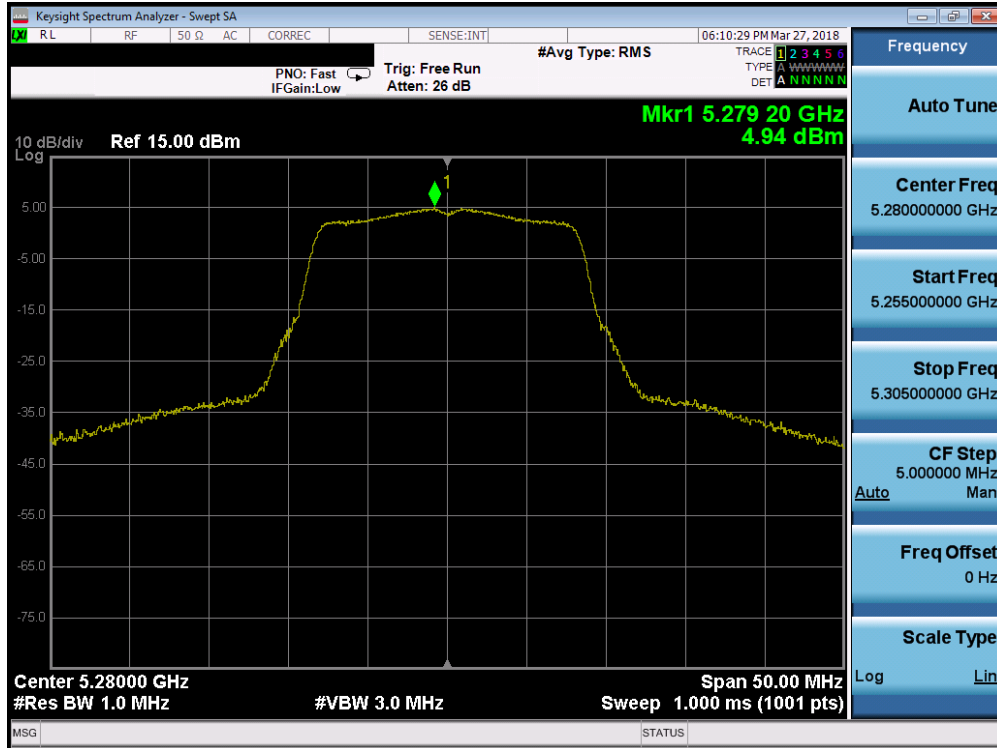 Keysight Spectrum Analyzer - Swept SA
LXI RL RF 50 Ω AC CORREC SENSE:INT 06:10:29 PM Mar 27, 2018
#Avg Type: RMS
TRACE 1 2 3 4 5 6
TYPE A WWWWW
DET A N N N N N
PNO: Fast
IFGain:Low
Trig: Free Run
Atten: 26 dB
Mkr1 5.279 20 GHz
4.94 dBm
10 dB/div
Log
Ref 15.00 dBm
1
5.00
-5.00
-15.0
-25.0
-35.0
-45.0
-55.0
-65.0
-75.0
Center 5.28000 GHz
Span 50.00 MHz
#Res BW 1.0 MHz
#VBW 3.0 MHz
Sweep 1.000 ms (1001 pts)
MSG
STATUS
Frequency
Auto Tune
Center Freq
5.280000000 GHz
Start Freq
5.255000000 GHz
Stop Freq
5.305000000 GHz
CF Step
5.000000 MHz
Auto Man
Freq Offset
0 Hz
Scale Type
Log Lin